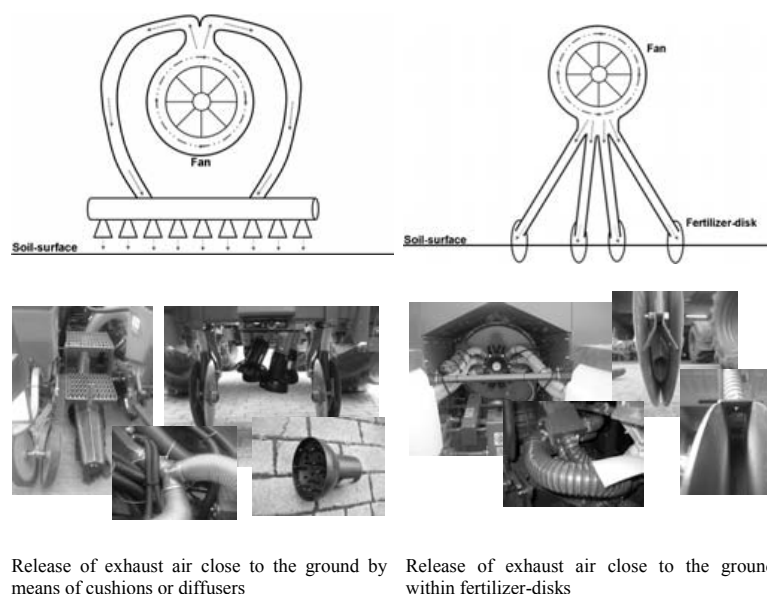 Fan
Soil-surface
Fan
Fertilizer-disk
Soil-surface
Release of exhaust air close to the ground by
means of cushions or diffusers
Release of exhaust air close to the ground
within fertilizer-disks